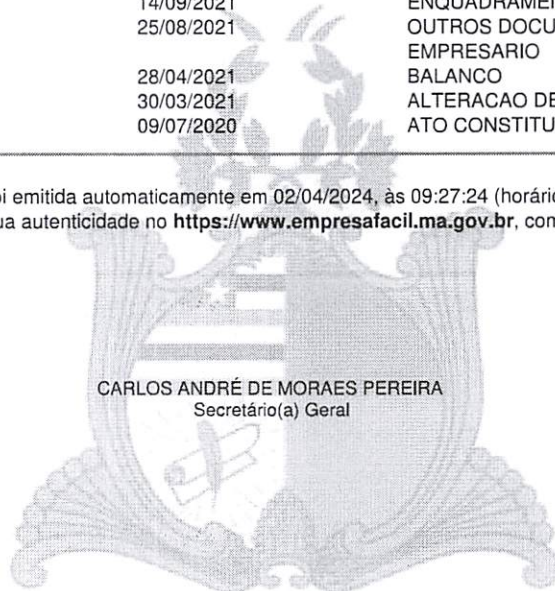 14/09/2021 ENQUADRAMEN
25/08/2021 OUTROS DOCU
EMPRESARIO
28/04/2021 BALANCO
30/03/2021 ALTERACAO DE
09/07/2020 ATO CONSTITU
oi emitida automaticamente em 02/04/2024, às 09:27:24 (horário
ua autenticidade no https://www.empresafacil.ma.gov.br, com
CARLOS ANDRÉ DE MORAES PEREIRA
Secretário(a) Geral